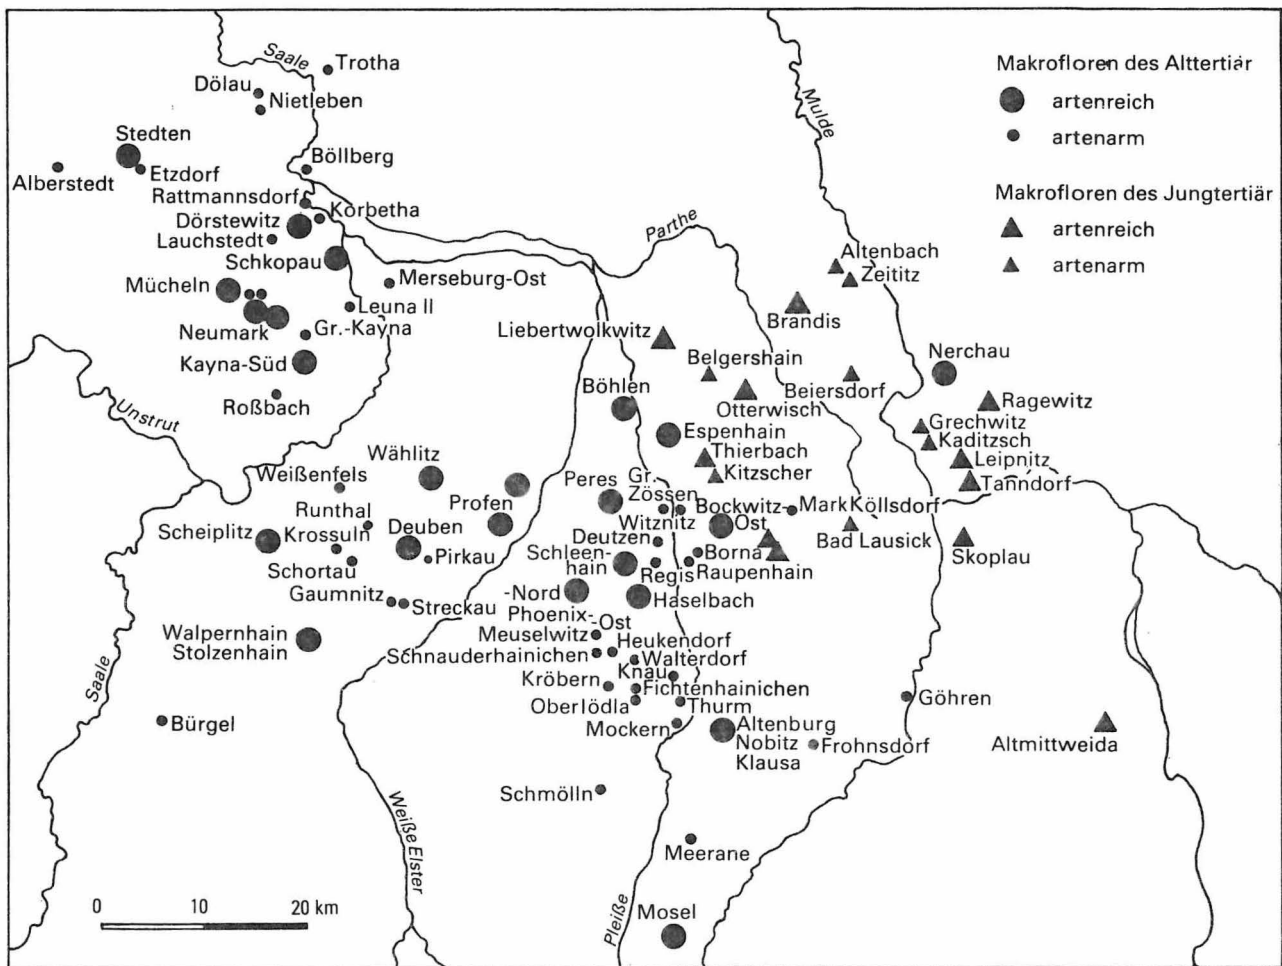 Saale
Trotha
Dölau
Nietleben
Stedten
Etzdorf
Alberstedt
Böllberg
Rattmannsdorf
Korbetha
Dörstewitz
Lauchstedt
Schkopau
Merseburg-Ost
Mücheln
Leuna II
Neumark
Gr.-Kayna
Kayna-Süd
Roßbach
Unstrut
Mulde
Parthe
Makrofloren des Alttertiär
artenreich
artenarm
Makrofloren des Jungtertiär
artenreich
artenarm
Altenbach
Zeititz
Brandis
Liebertwolkwitz
Belgershain
Beiersdorf
Otterwisch
Nerchau
Ragewitz
Grechwitz
Kaditzsch
Leipnitz
Tanndorf
Böhlen
Espenhain
Thierbach
Kitzscher
Wählitz
Weißenfels
Profen
Peres
Gr.
Zössen
Bockwitz-
Ost
Mark Köllsdorf
Runthal
Witznitz
Scheiplitz
Krossuln
Deuben
Deutzen
Bad Lausick
Skoplau
Schortau
Pirkau
Schleen-
hain
Borna
Regis
Raupenhain
Gaumnitz
Streckau
-Nord
Haselbach
Phoenix-
-Ost
Walpernhain
Stolzenhain
Meuselwitz
Heukendorf
Schnauderhainichen
Walterdorf
Knau
Kröbern
Fichtenhainichen
Oberlödla
Thurm
Göhren
Saale
Bürgel
Mockern
Altenburg
Nobitz
Klausa
Frohnsdorf
Altmittweida
Schmölln
Weiße Elster
Meerane
Pleiße
Mosel
0
10
20 km